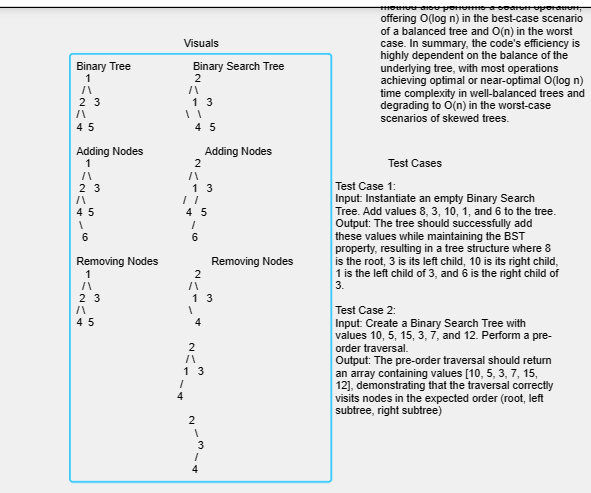 method also performs a search operation,
offering O(log n) in the best-case scenario
of a balanced tree and O(n) in the worst
case. In summary, the code's efficiency is
highly dependent on the balance of the
underlying tree, with most operations
achieving optimal or near-optimal O(log n)
time complexity in well-balanced trees and
degrading to O(n) in the worst-case
scenarios of skewed trees.
Visuals
Binary Tree
1
/\
2 3
/\
4 5
Binary Search Tree
2
/\
1 3
\ \
4 5
Adding Nodes
1
/\
2 3
/\
4 5
\
6
Adding Nodes
2
/\
1 3
/ /
4 5
/
6
Removing Nodes
1
/\
2 3
/\
4 5
Removing Nodes
2
/\
1 3
\
4
2
/\
1 3
/
4
2
\
3
/
4
Test Cases
Test Case 1:
Input: Instantiate an empty Binary Search
Tree. Add values 8, 3, 10, 1, and 6 to the tree.
Output: The tree should successfully add
these values while maintaining the BST
property, resulting in a tree structure where 8
is the root, 3 is its left child, 10 is its right child,
1 is the left child of 3, and 6 is the right child of
3.
Test Case 2:
Input: Create a Binary Search Tree with
values 10, 5, 15, 3, 7, and 12. Perform a pre-
order traversal.
Output: The pre-order traversal should return
an array containing values [10, 5, 3, 7, 15,
12], demonstrating that the traversal correctly
visits nodes in the expected order (root, left
subtree, right subtree)